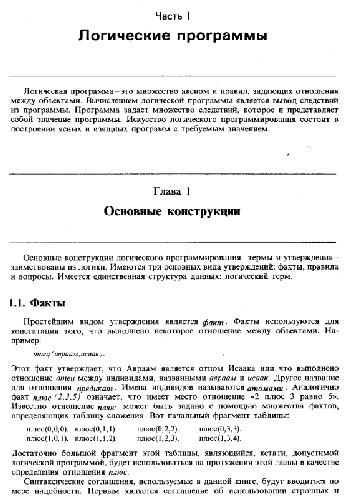 Часть I
Логические программы
Логическая программа – это множество аксиом и правил, задающих отношения
между объектами. Вычислением логической программы является вывод следствий
из программы. Программа задает множество следствий, которое и представляет
собой значение программы. Искусство логического программирования состоит в
построении ясных и изящных программ с требуемым значением.
Глава 1
Основные конструкции
Основные конструкции логического программирования термы и утверждения -
заимствованы из логики. Имеются три основных вида утверждений: факты, правила
и вопросы. Имеется единственная структура данных: логический терм.
1.1. Факты
Простейшим видом утверждения является факт. Факты используются для
констатации того, что выполнено некоторое отношение между объектами. На-
пример:
отец(авраам,исаак).
Этот факт утверждает, что Авраам является отцом Исаака или что выполнено
отношение отец между индивидами, названными авраам и исаак. Другое название
для отношения предикат. Имена индивидов называются атомами. Аналогично
факт плюс(2,3,5) означает, что имеет место отношение «2 плюс 3 равно 5».
Известно отношение плюс может быть задано с помощью множества фактов,
определяющих таблицу сложения. Вот начальный фрагмент таблицы:
плюс(0,0,0). плюс(0,1,1). плюс(0,2,2). плюс(0,3,3).
плюс(1,0,1). плюс(1,1,2). плюс(1,2,3). плюс(1,3,4).
Достаточно большой фрагмент этой таблицы, являющийся, кстати, допустимой
логической программой, будет использоваться на протяжении этой главы в качестве
определения отношения плюс.
Синтаксические соглашения, используемые в данной книге, будут вводиться по
мере надобности. Первым является соглашение об использовании строчных и